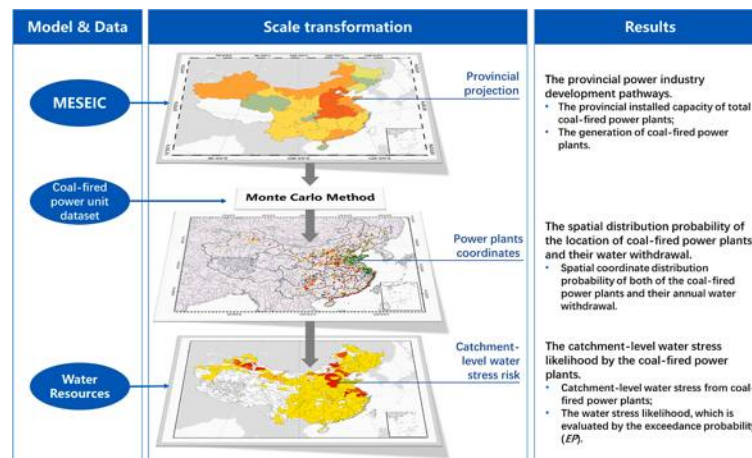 Model & Data
Scale transformation
Results
MESEIC
Provincial
projection
The provincial power industry
development pathways.
• The provincial installed capacity of total
coal-fired power plants;
• The generation of coal-fired power
plants.
Coal-fired
power unit
dataset
Monte Carlo Method
Power plants
coordinates
The spatial distribution probability of
the location of coal-fired power plants
and their water withdrawal.
• Spatial coordinate distribution
probability of both of the coal-fired
power plants and their annual water
withdrawal.
Water
Resources
Catchment-
level water
stress risk
The catchment-level water stress
likelihood by the coal-fired power
plants.
• Catchment-level water stress from coal-
fired power plants;
• The water stress likelihood, which is
evaluated by the exceedance probability
(EP).